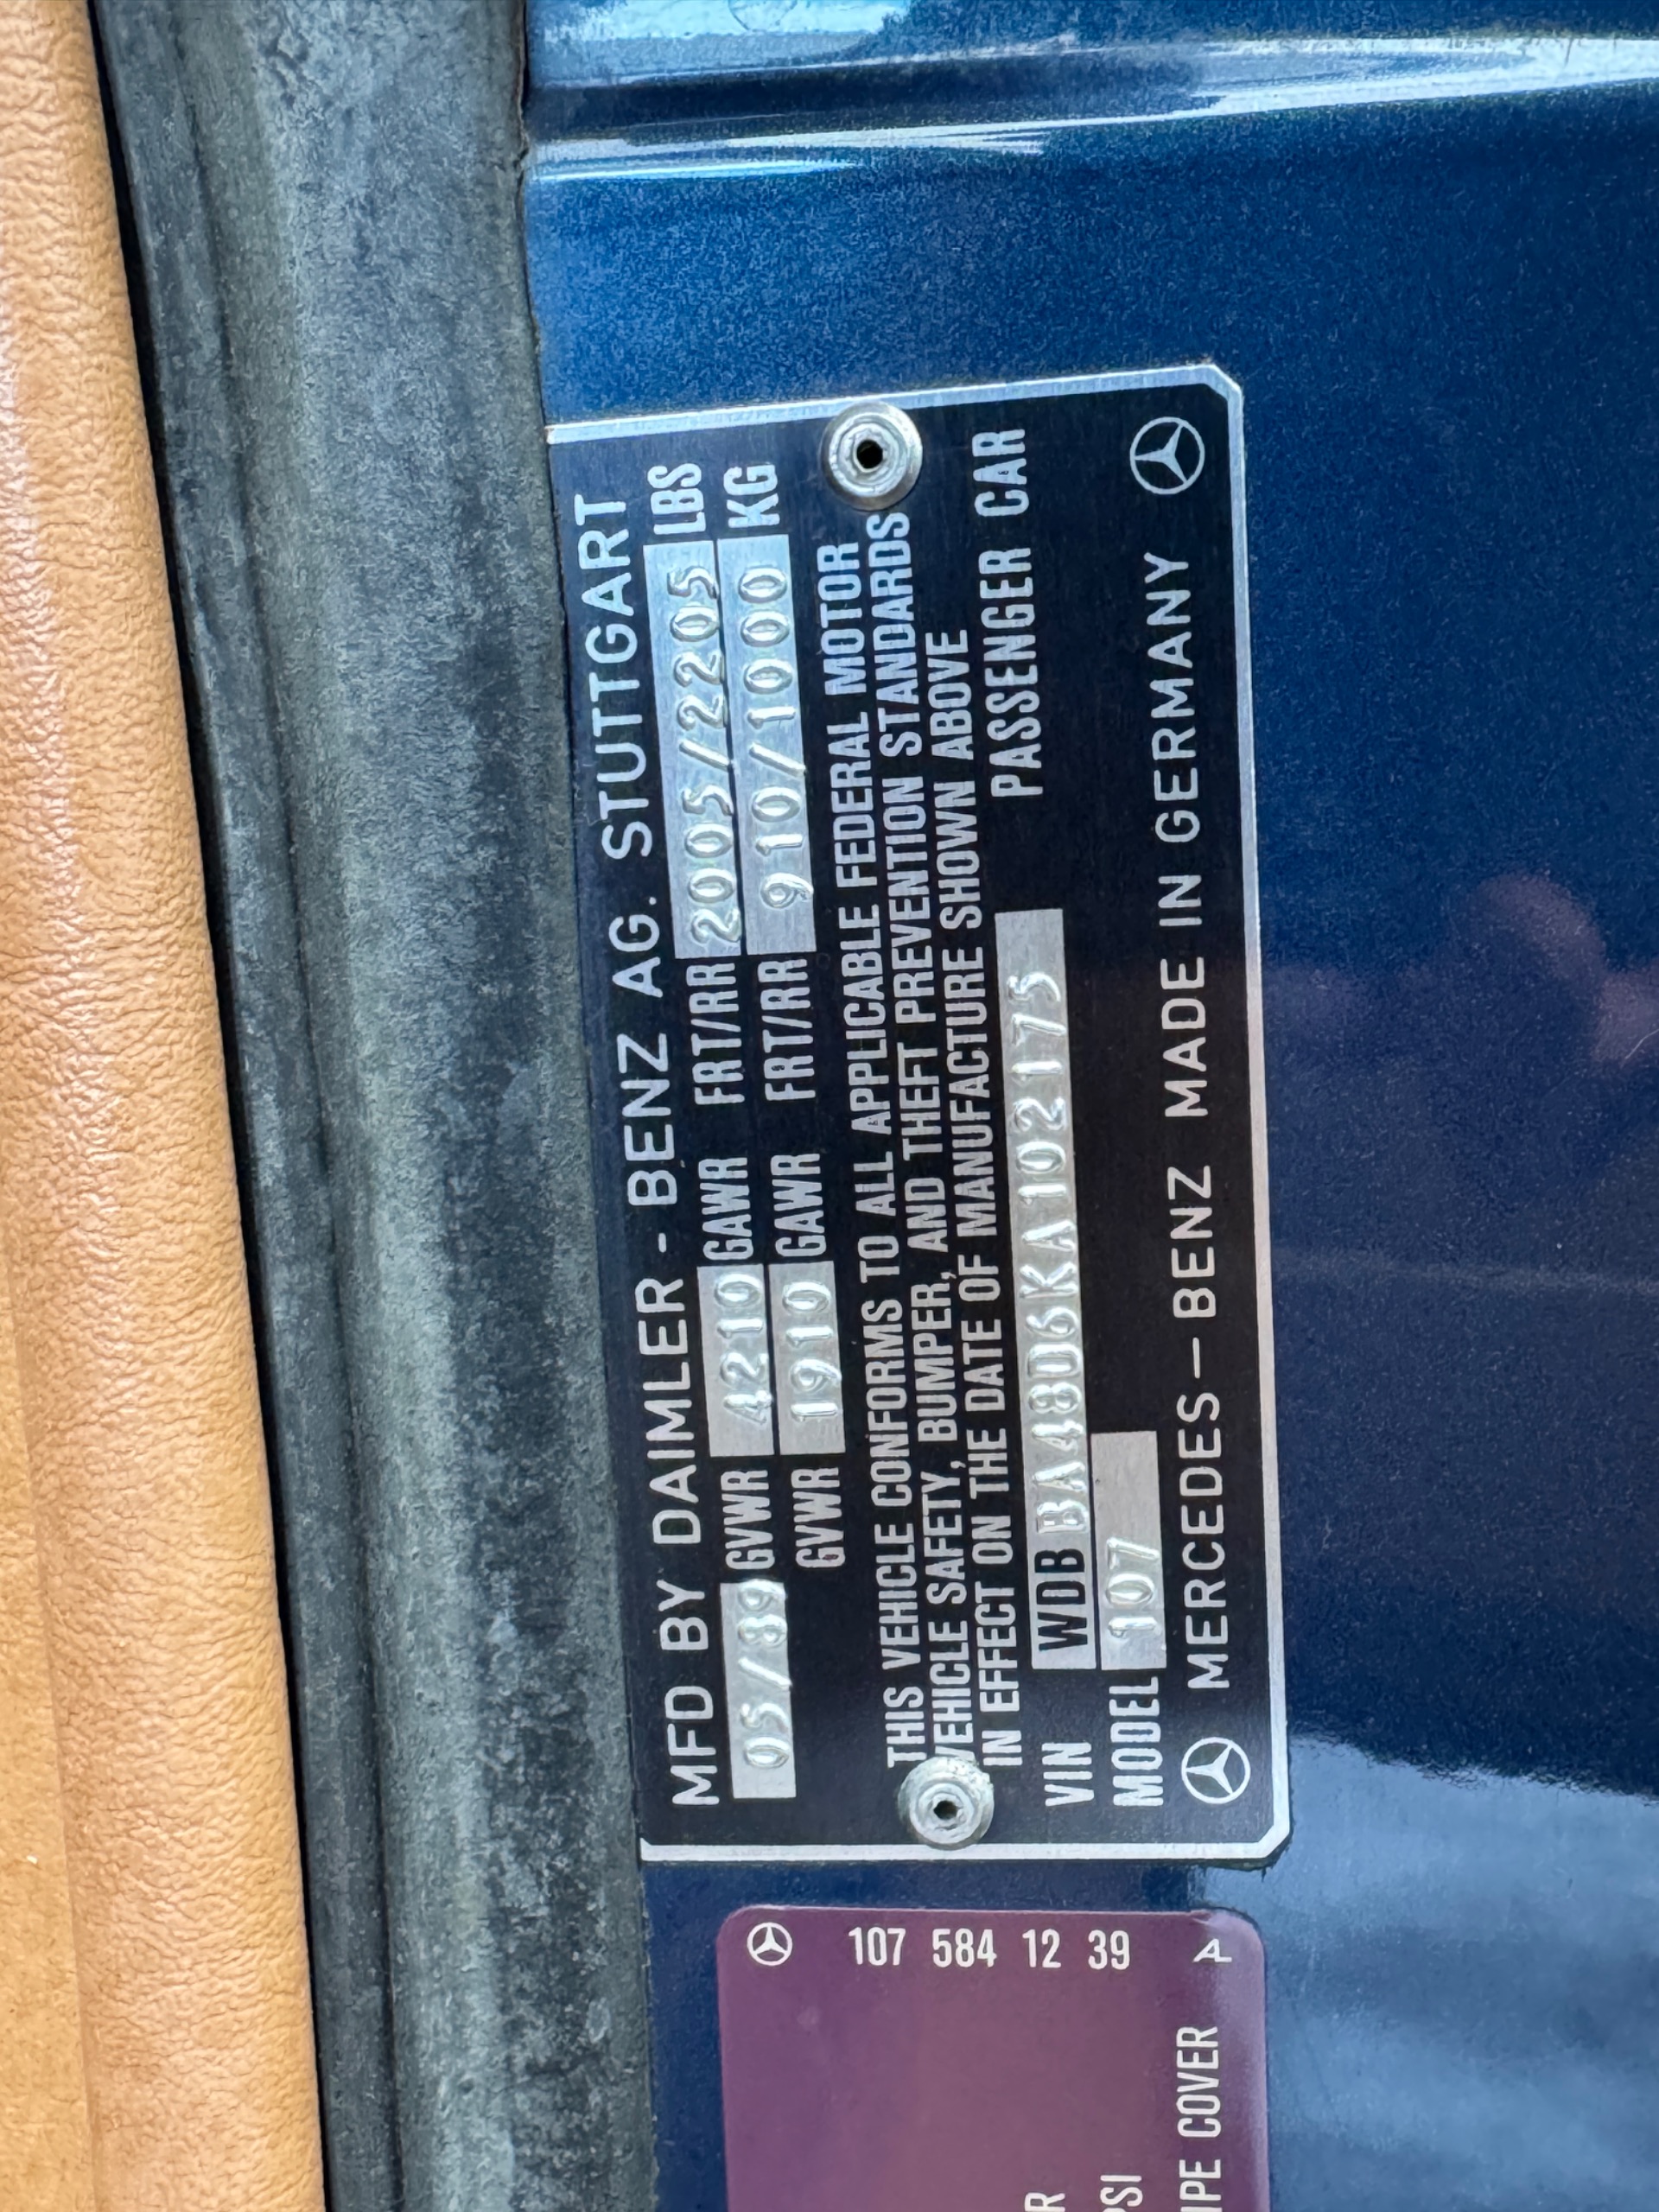 MFD BY DAIMLER - BENZ AG. STUTTGART
05/89 GVWR 4210 GAWR FRT/RR 2005/2205 LBS
GVWR 1910 GAWR FRT/RR 910/1000 KG
THIS VEHICLE CONFORMS TO ALL APPLICABLE FEDERAL MOTOR
VEHICLE SAFETY, BUMPER, AND THEFT PREVENTION STANDARDS
IN EFFECT ON THE DATE OF MANUFACTURE SHOWN ABOVE
VIN WDB BA48D6KA102175 PASSENGER CAR
MODEL 107
MERCEDES-BENZ MADE IN GERMANY
107 584 12 39 A
PSI
COVER